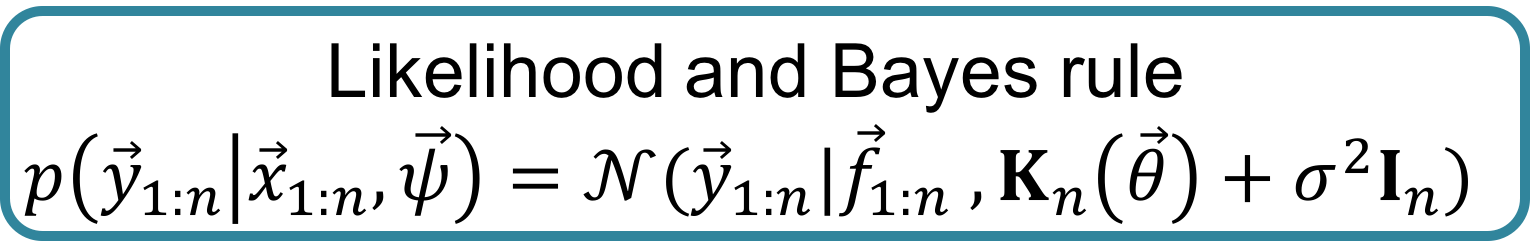 Likelihood and Bayes rule
p(y⃗₁:ₙ|x⃗₁:ₙ, ψ⃗) = 𝒩(y⃗₁:ₙ|f⃗₁:ₙ , 𝐊ₙ(θ⃗) + σ²𝐈ₙ)